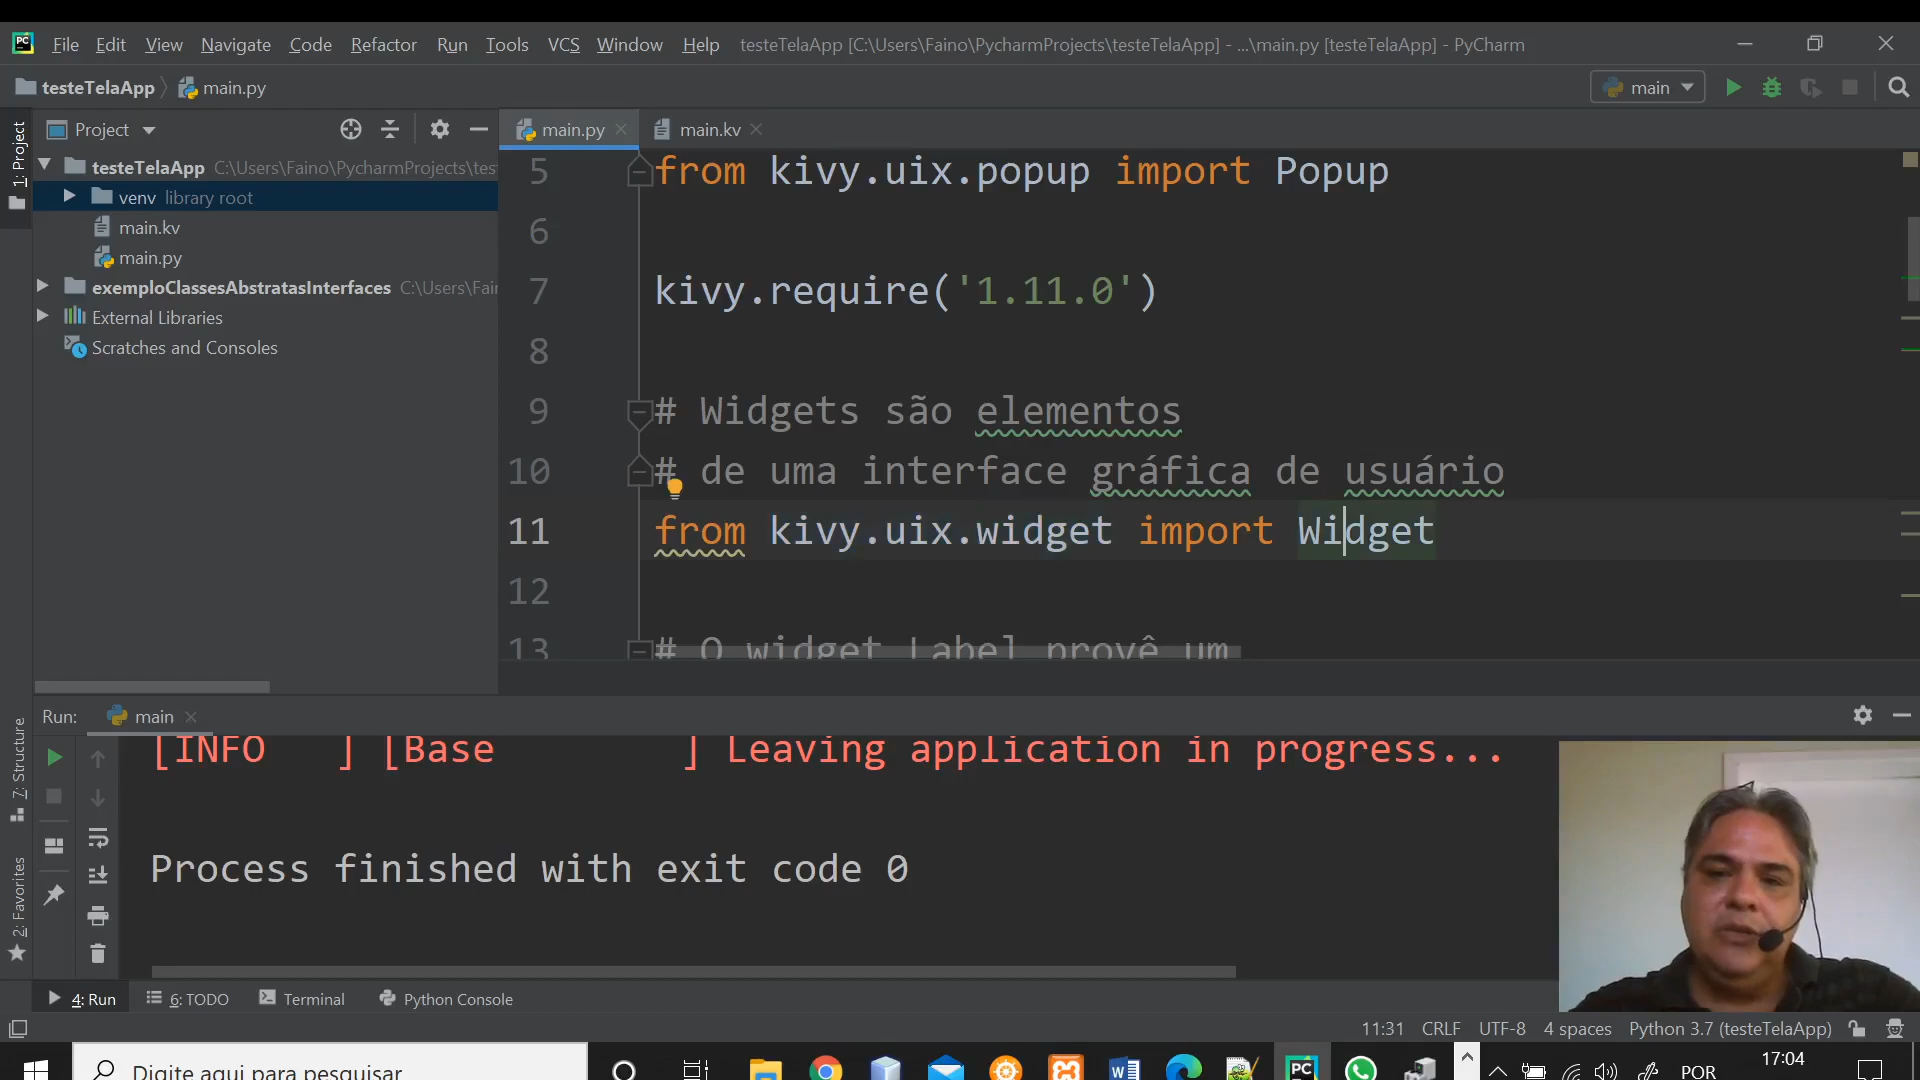 File Edit View Navigate Code Refactor Run Tools VCS Window Help testeTelaApp [C:\Users\Faino\PycharmProjects\testeTelaApp] - ...\main.py [testeTelaApp] - PyCharm
testeTelaApp main.py main
Project main.py main.kv
1: Project
testeTelaApp C:\Users\Faino\PycharmProjects\tes
venv library root
main.kv
main.py
exemploClassesAbstratasInterfaces C:\Users\Fai
External Libraries
Scratches and Consoles
5 from kivy.uix.popup import Popup
6
7 kivy.require('1.11.0')
8
9 # Widgets são elementos
10 # de uma interface gráfica de usuário
11 from kivy.uix.widget import Widget
12
13 # O widget Label provê um
Run: main
7: Structure
2: Favorites
[INFO ] [Base ] Leaving application in progress...
Process finished with exit code 0
4: Run 6: TODO Terminal Python Console
11:31 CRLF UTF-8 4 spaces Python 3.7 (testeTelaApp)
Digite aqui para pesquisar
POR 17:04